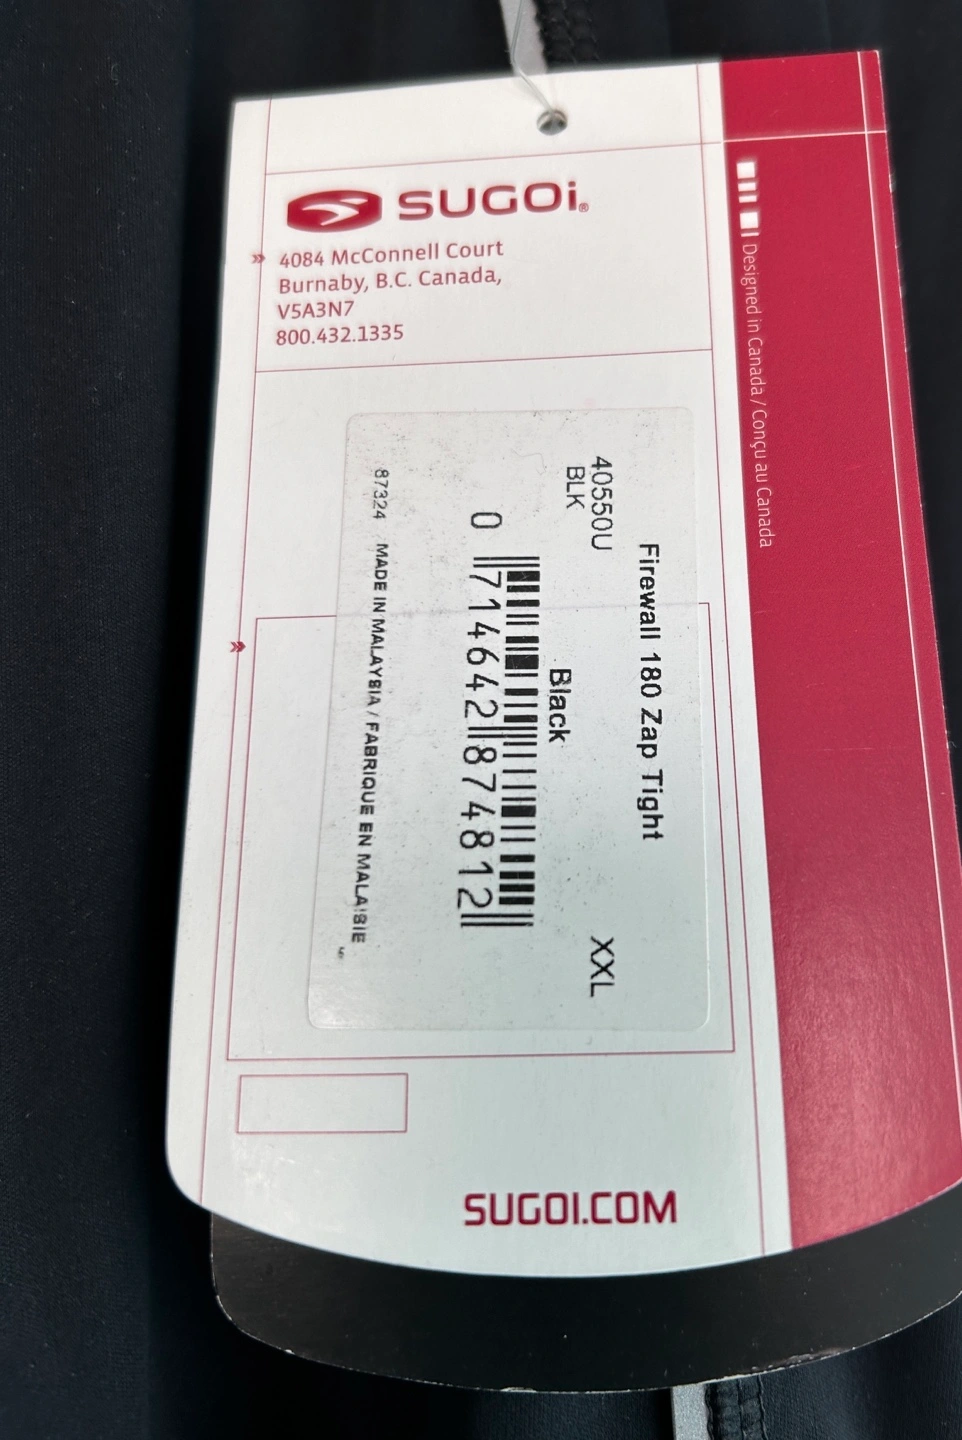 SUGOi®
4084 McConnell Court
Burnaby, B.C. Canada,
V5A3N7
800.432.1335
Designed in Canada / Conçu au Canada
Firewall 180 Zap Tight
40550U XXL
BLK
Black
0 714642 874812
87324 MADE IN MALAYSIA / FABRIQUE EN MALAISIE
SUGOI.COM